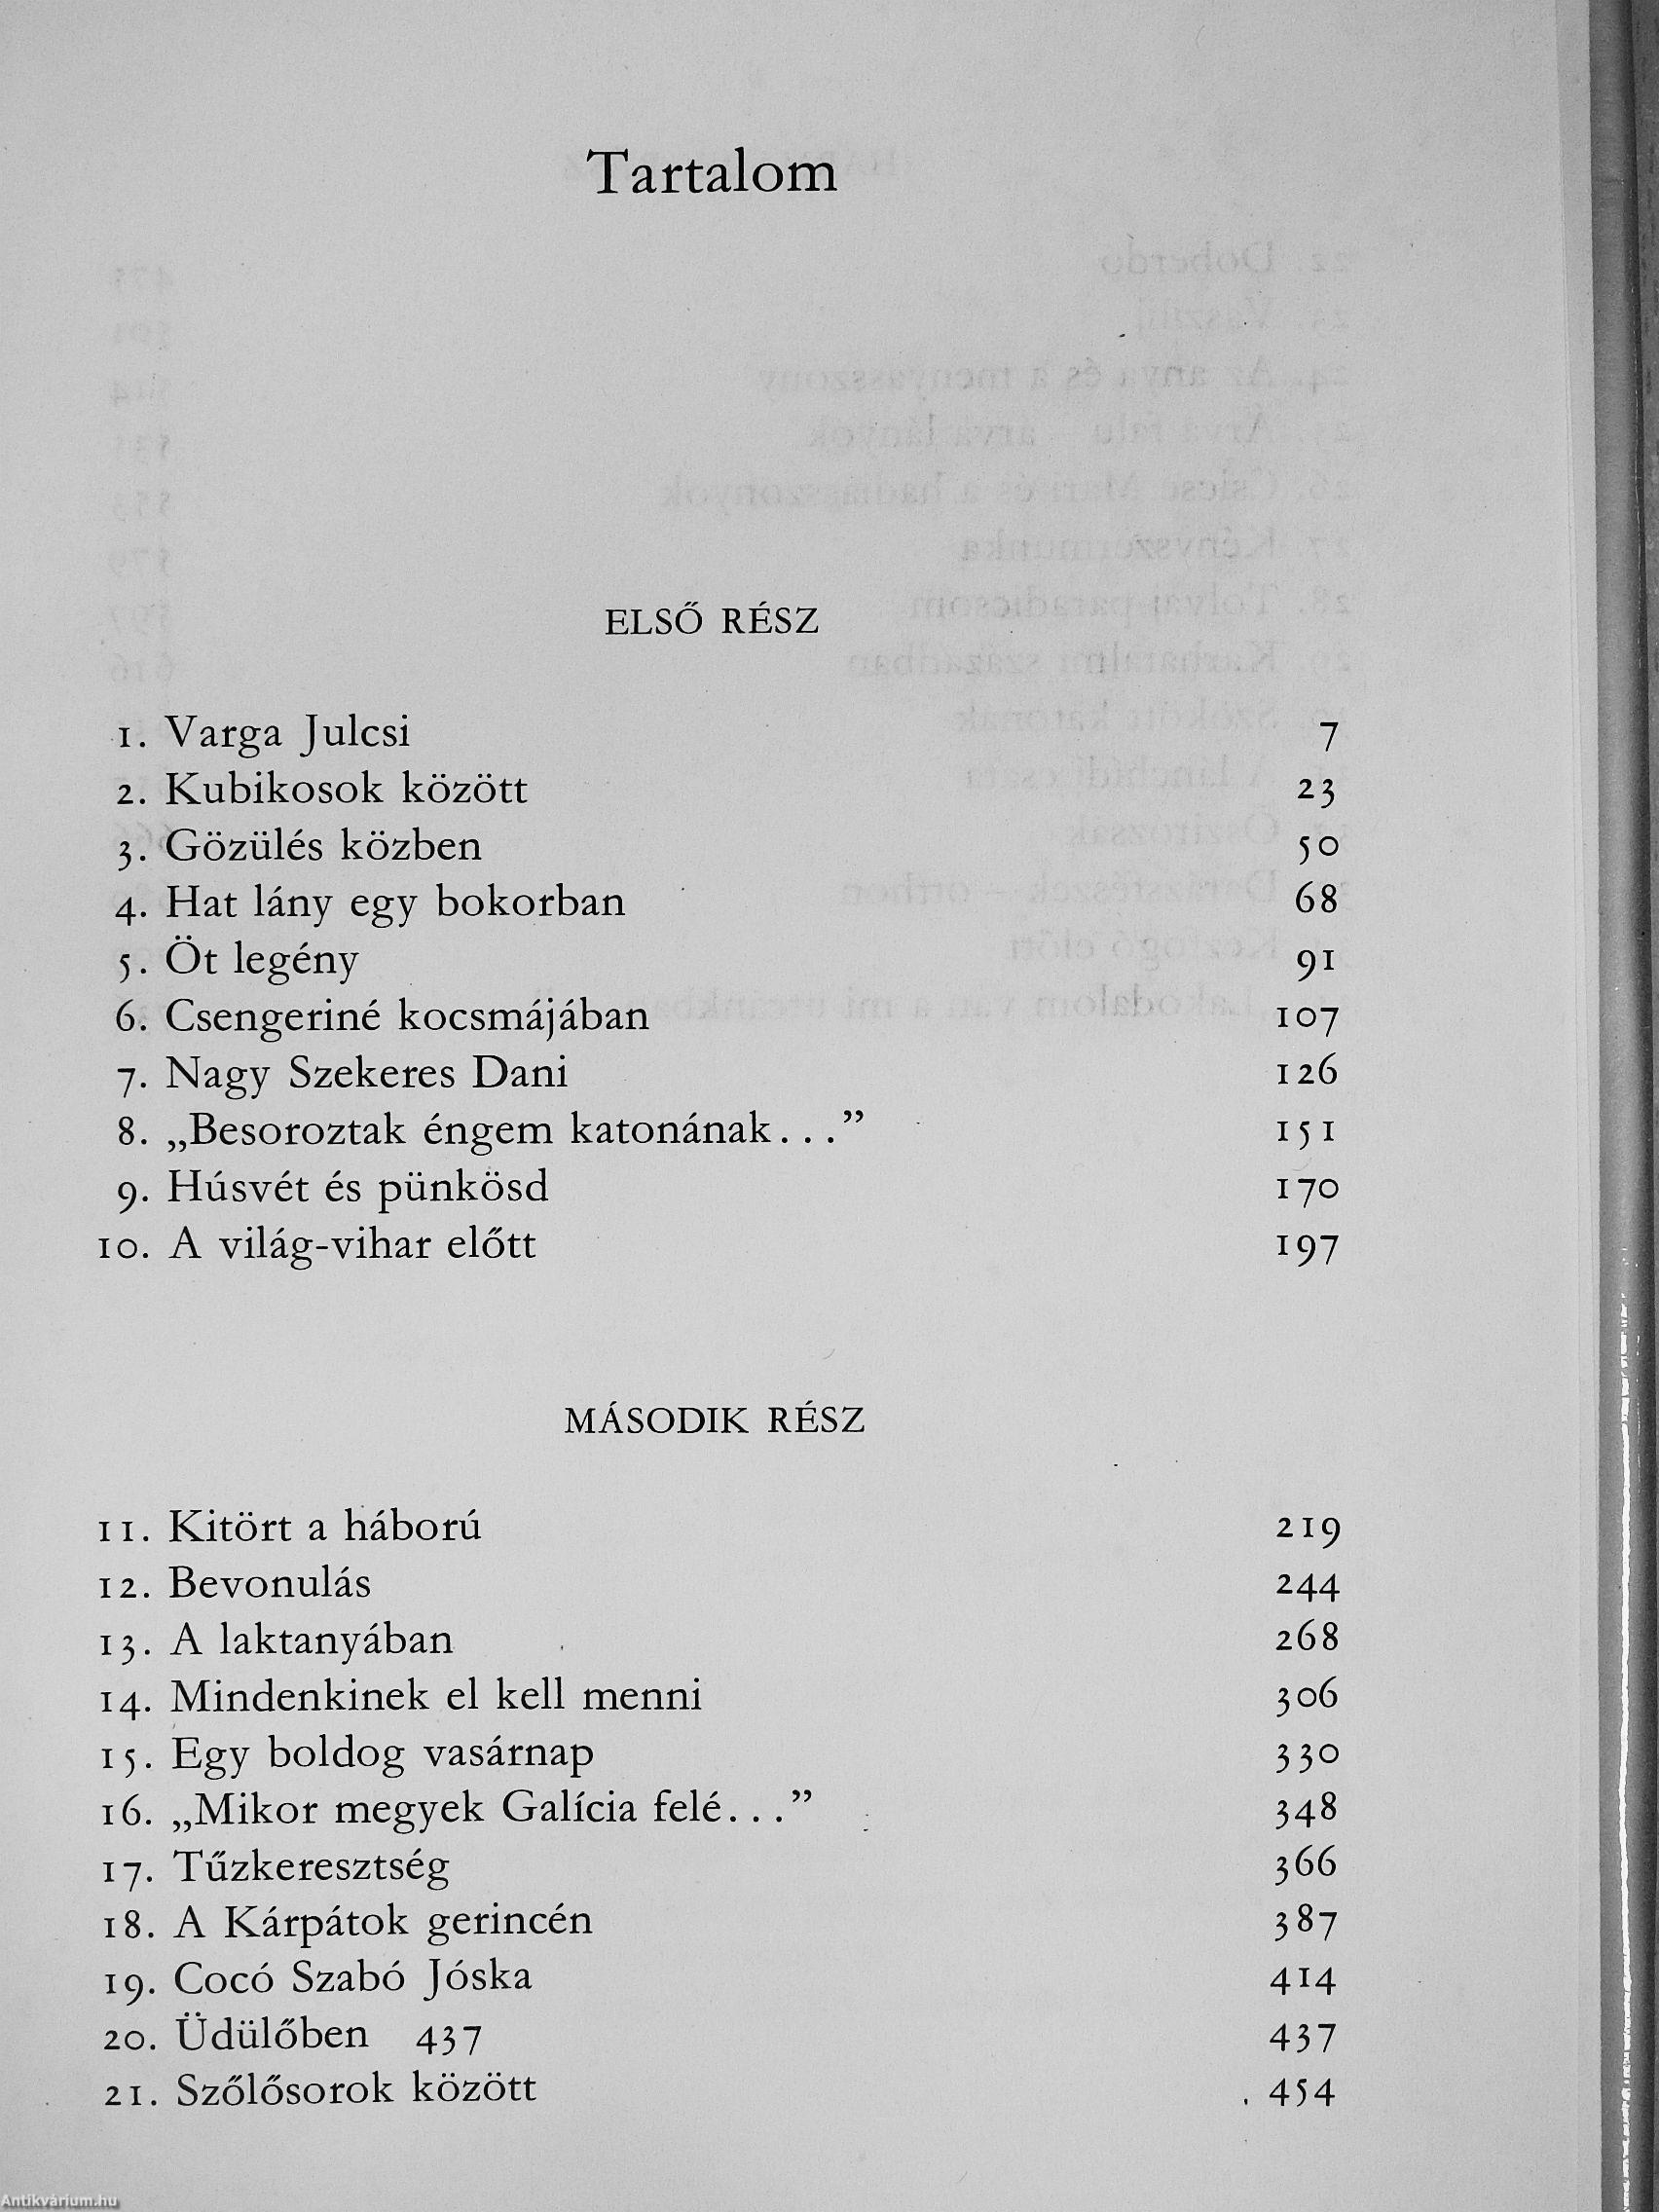 Tartalom
ELSŐ RÉSZ
1. Varga Julcsi 7
2. Kubikosok között 23
3. Gözülés közben 50
4. Hat lány egy bokorban 68
5. Öt legény 91
6. Csengeriné kocsmájában 107
7. Nagy Szekeres Dani 126
8. „Besoroztak éngem katonának...” 151
9. Húsvét és pünkösd 170
10. A világ-vihar előtt 197
MÁSODIK RÉSZ
11. Kitört a háború 219
12. Bevonulás 244
13. A laktanyában 268
14. Mindenkinek el kell menni 306
15. Egy boldog vasárnap 330
16. „Mikor megyek Galícia felé...” 348
17. Tűzkeresztség 366
18. A Kárpátok gerincén 387
19. Cocó Szabó Jóska 414
20. Üdülőben 437 437
21. Szőlősorok között 454
Antikvárium.hu